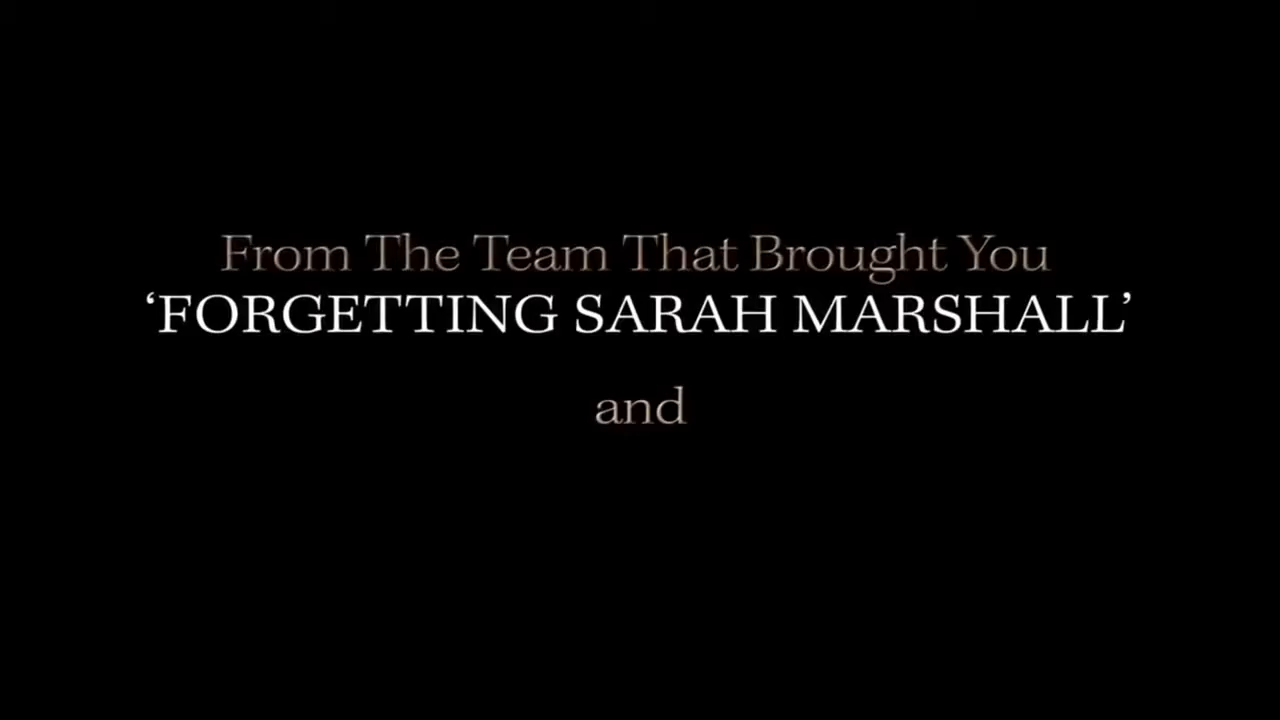 From The Team That Brought You
‘FORGETTING SARAH MARSHALL’
and